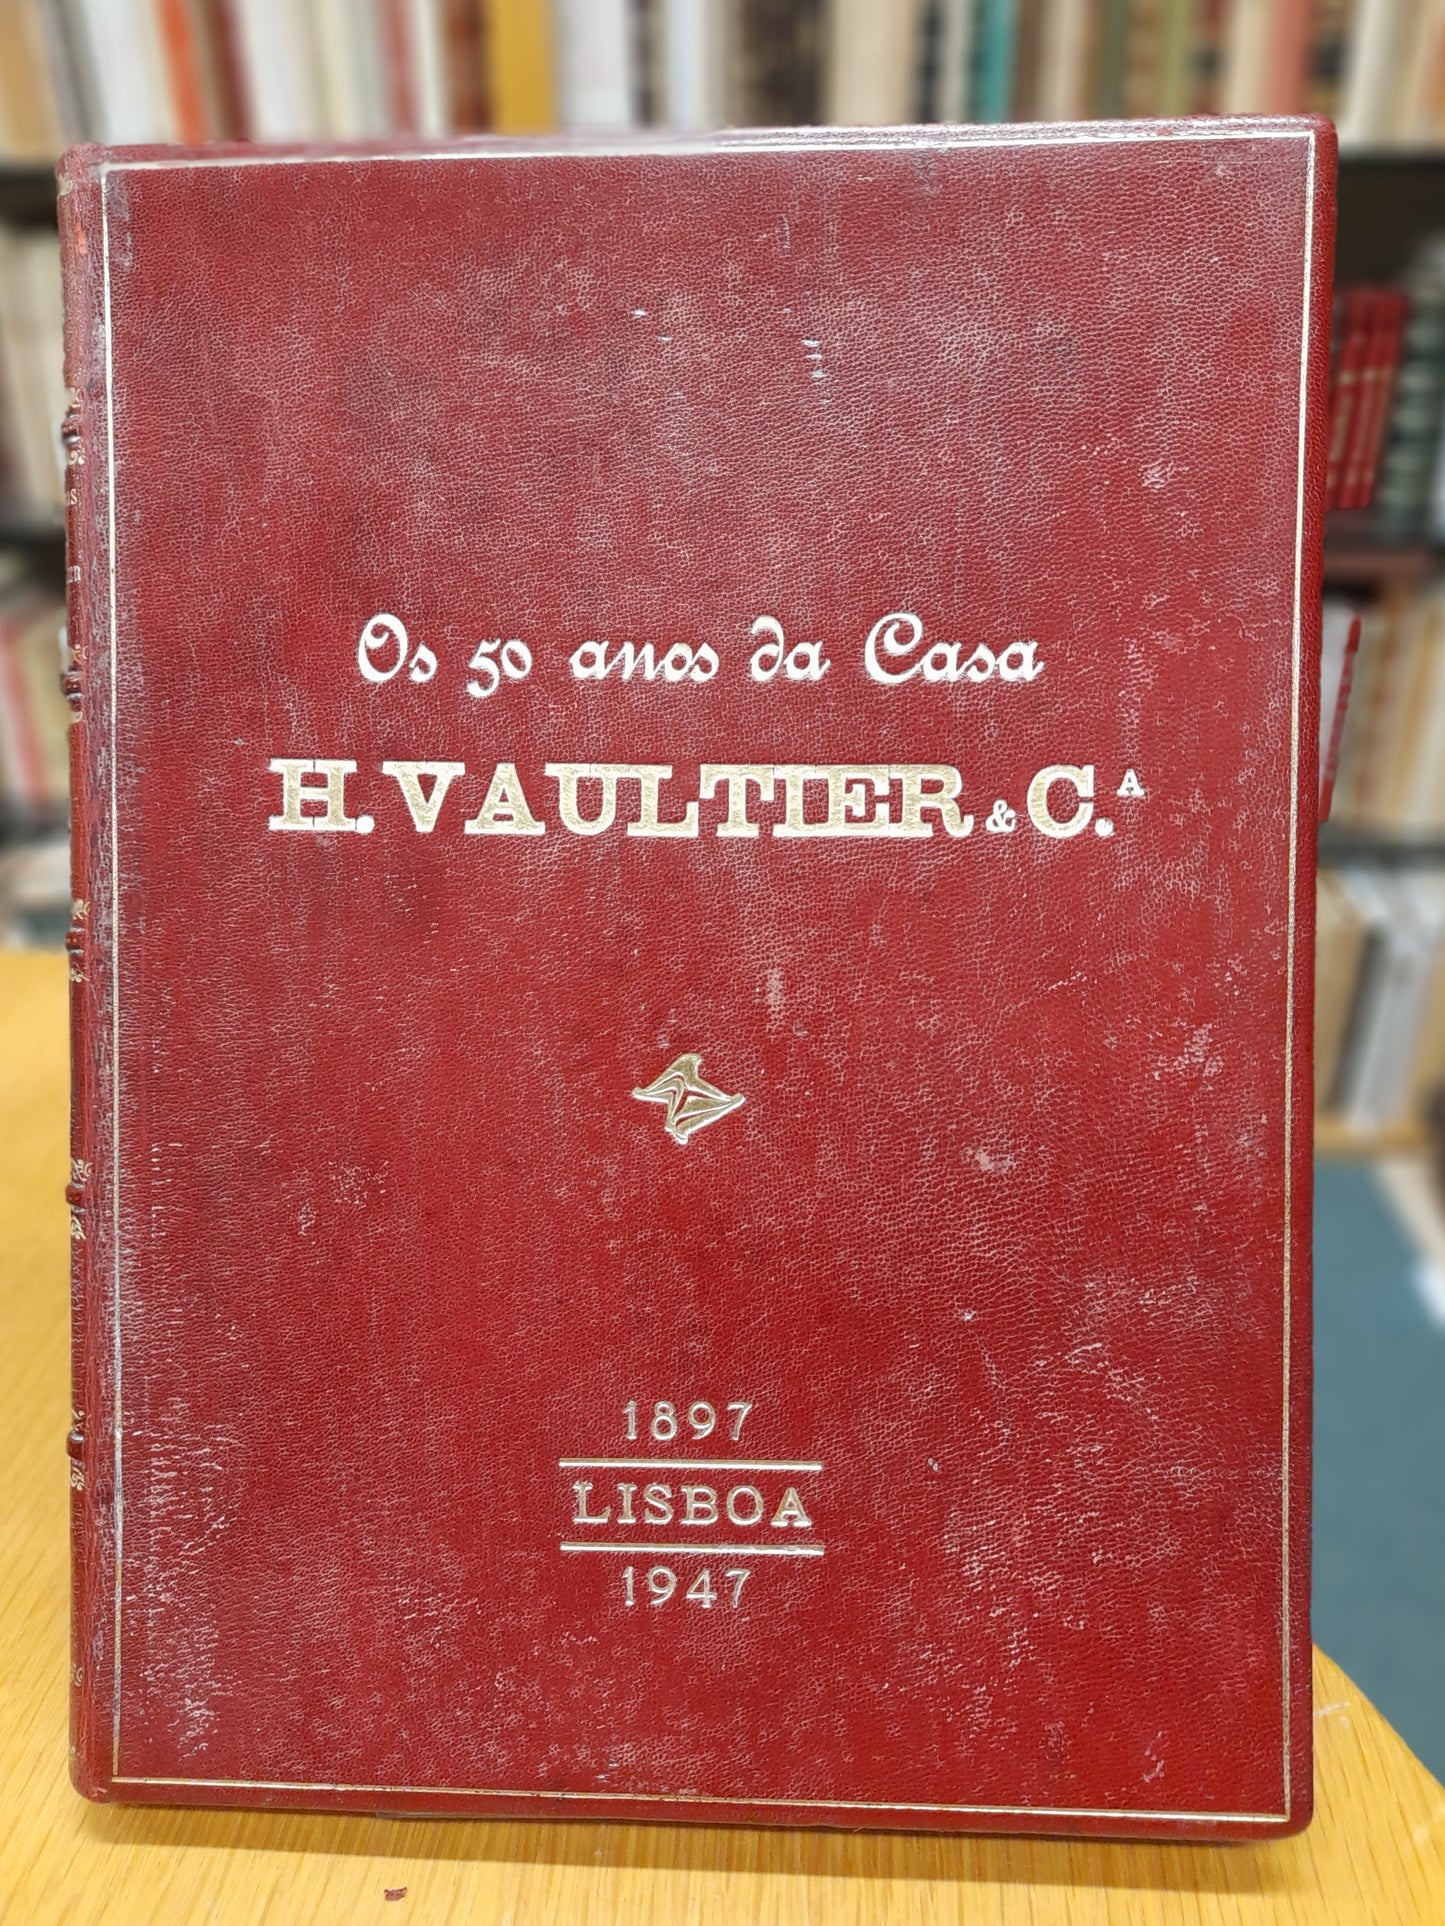 Os 50 anos da Casa
H. VAULTIER & C.A
1897
LISBOA
1947